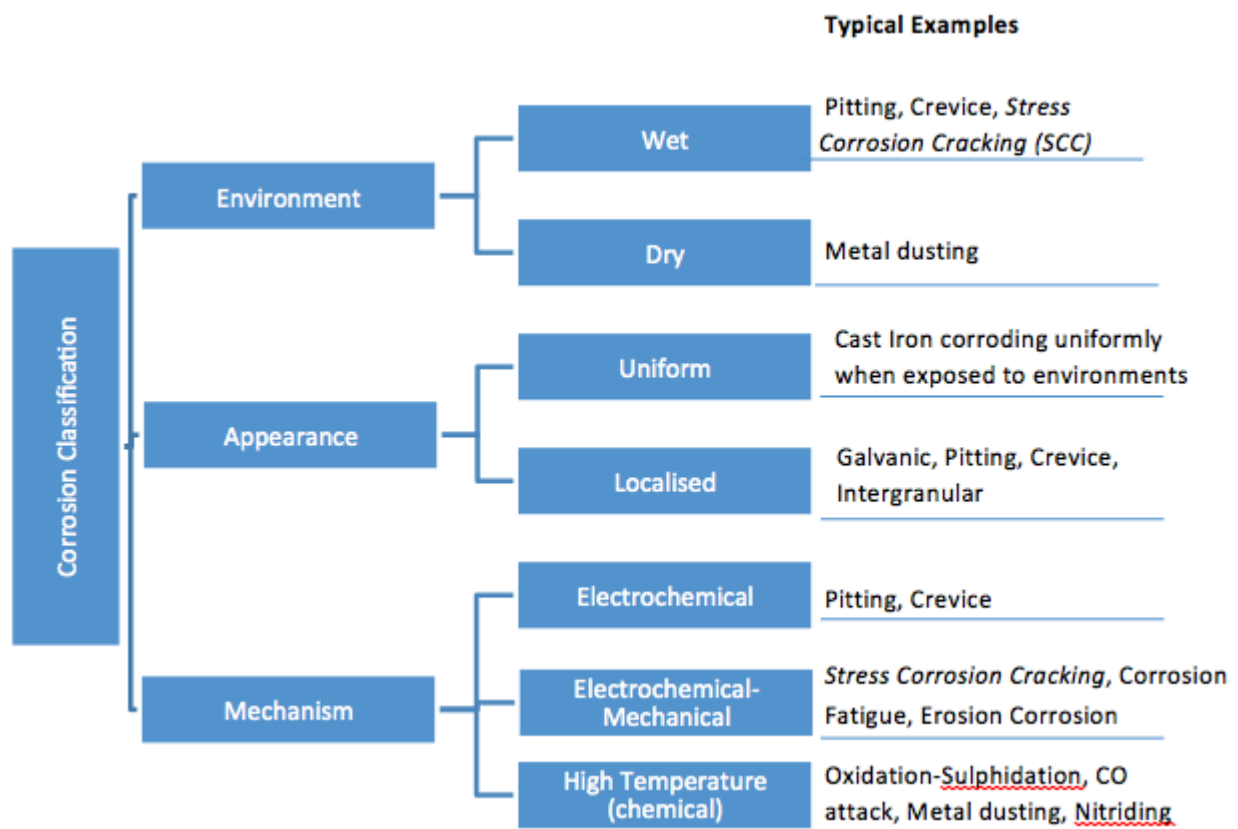 Typical Examples
Corrosion Classification
Environment
Wet
Pitting, Crevice, Stress
Corrosion Cracking (SCC)
Dry
Metal dusting
Appearance
Uniform
Cast Iron corroding uniformly
when exposed to environments
Localised
Galvanic, Pitting, Crevice,
Intergranular
Mechanism
Electrochemical
Pitting, Crevice
Electrochemical-
Mechanical
Stress Corrosion Cracking, Corrosion
Fatigue, Erosion Corrosion
High Temperature
(chemical)
Oxidation-Sulphidation, CO
attack, Metal dusting, Nitriding